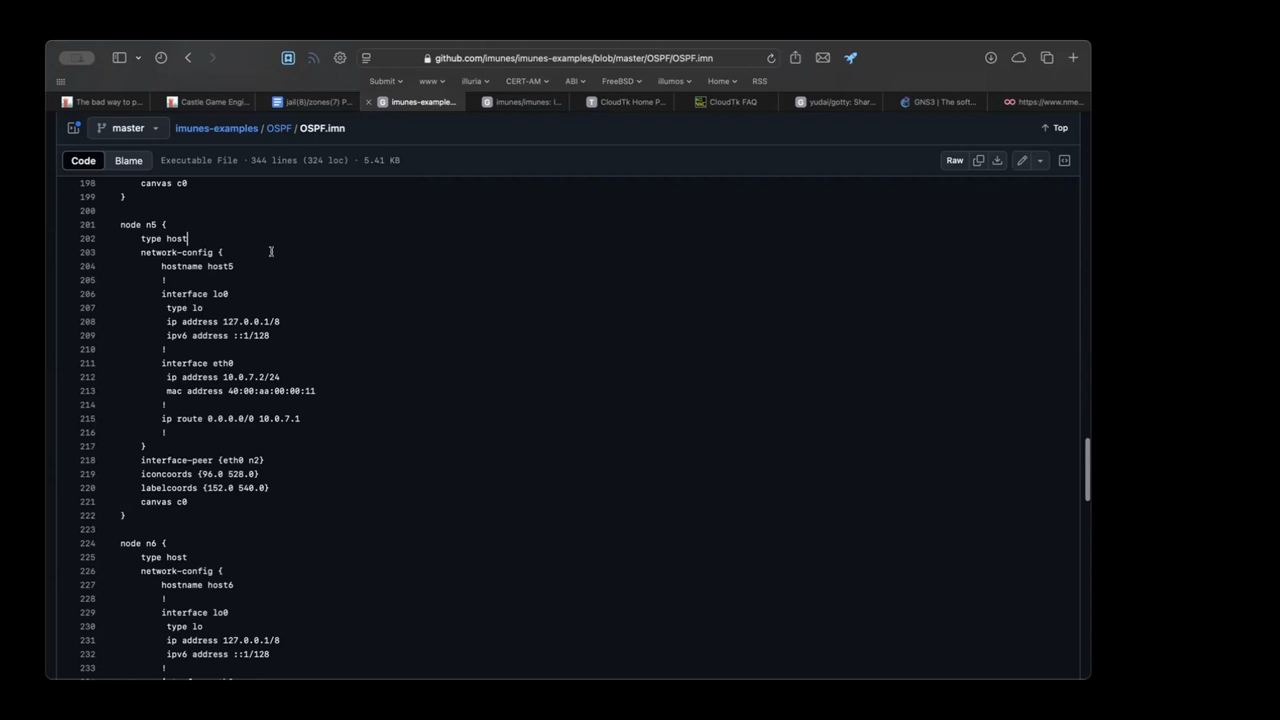 github.com/imunes/imunes-examples/blob/master/OSPF/OSPF.imn
Submit www illuria CERT-AM ABI FreeBSD illumos Home RSS
The bad way to p... Castle Game Engi... jail(8)/zones(7) P... imunes-example... imunes/imunes: I... CloudTk Home P... CloudTk FAQ yudai/gotty: Shar... GNS3 | The soft... https://www.nme...
master imunes-examples / OSPF / OSPF.imn Top
Code Blame Executable File · 344 lines (324 loc) · 5.41 KB Raw
198 canvas c0
199 }
200
201 node n5 {
202 type host
203 network-config {
204 hostname host5
205 !
206 interface lo0
207 type lo
208 ip address 127.0.0.1/8
209 ipv6 address ::1/128
210 !
211 interface eth0
212 ip address 10.0.7.2/24
213 mac address 40:00:aa:00:00:11
214 !
215 ip route 0.0.0.0/0 10.0.7.1
216 !
217 }
218 interface-peer {eth0 n2}
219 iconcoords {96.0 528.0}
220 labelcoords {152.0 540.0}
221 canvas c0
222 }
223
224 node n6 {
225 type host
226 network-config {
227 hostname host6
228 !
229 interface lo0
230 type lo
231 ip address 127.0.0.1/8
232 ipv6 address ::1/128
233 !